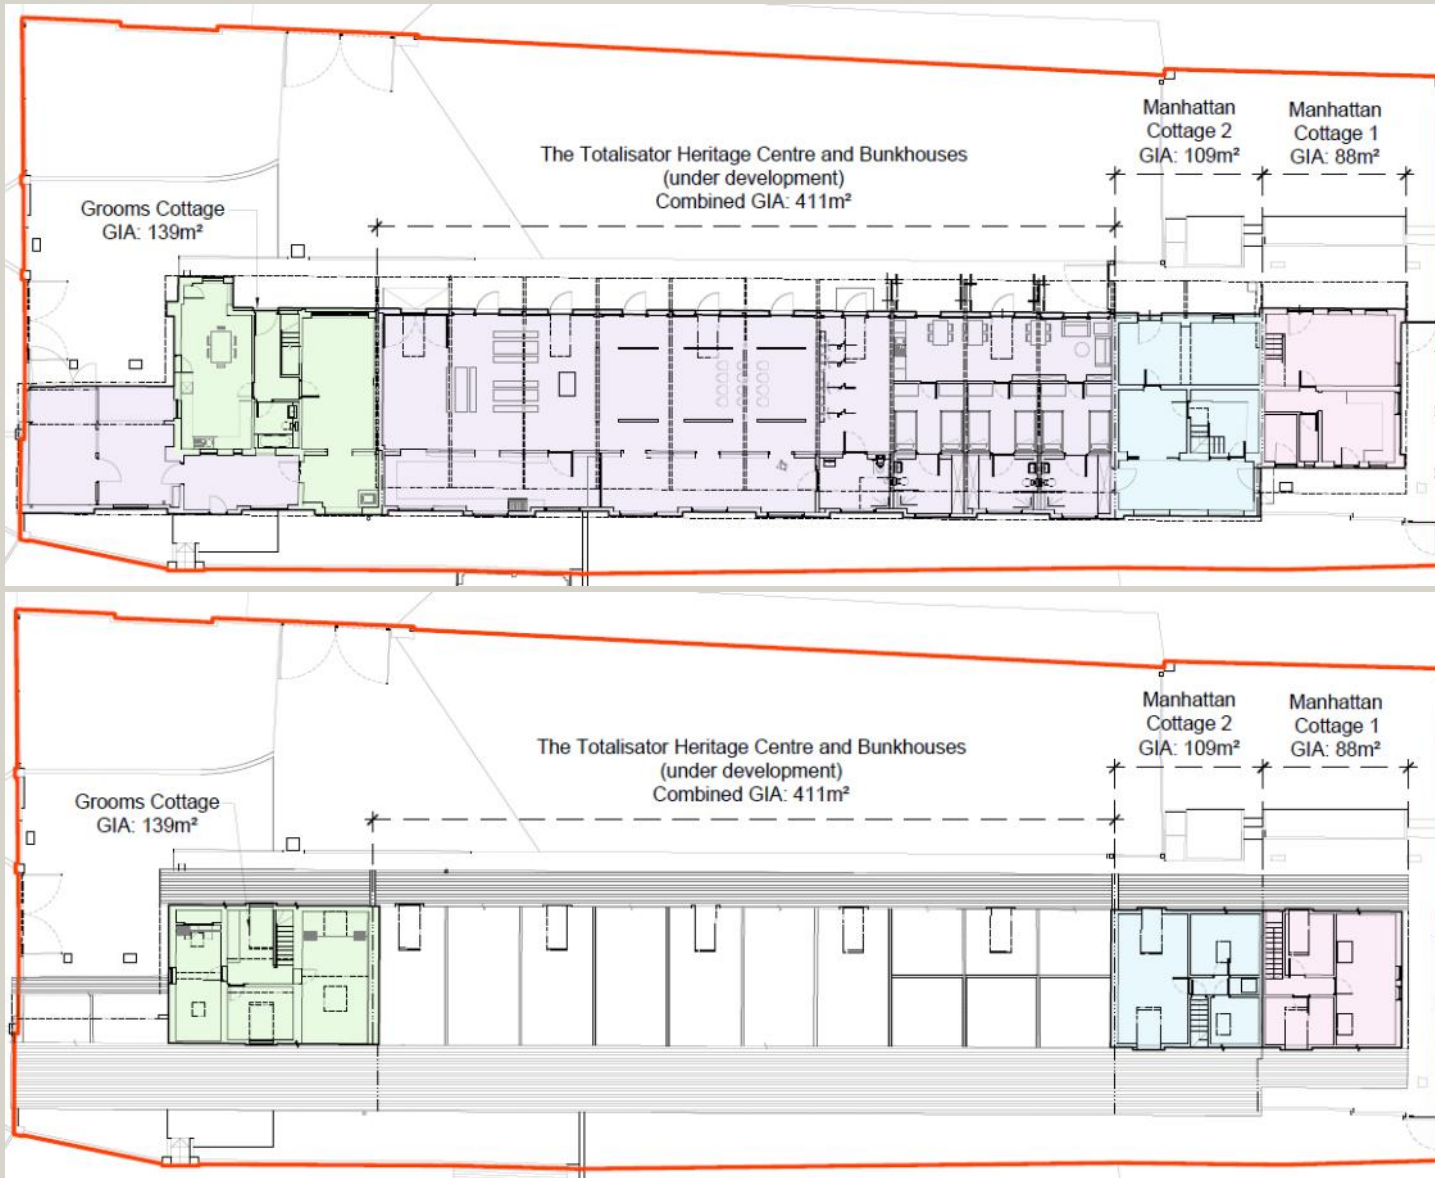 Manhattan
Cottage 2
GIA: 109m²
Manhattan
Cottage 1
GIA: 88m²
The Totalisator Heritage Centre and Bunkhouses
(under development)
Combined GIA: 411m²
Grooms Cottage
GIA: 139m²
Manhattan
Cottage 2
GIA: 109m²
Manhattan
Cottage 1
GIA: 88m²
The Totalisator Heritage Centre and Bunkhouses
(under development)
Combined GIA: 411m²
Grooms Cottage
GIA: 139m²